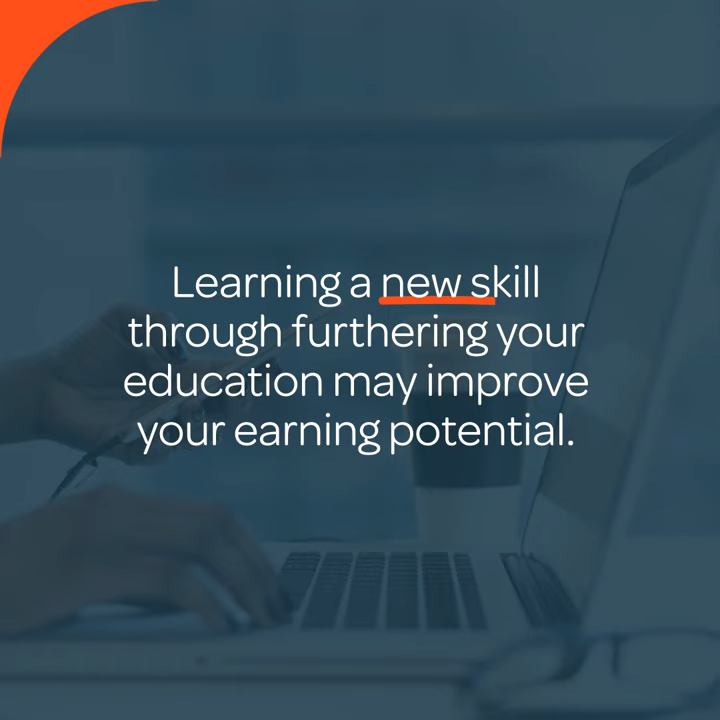 Learning a new skill
through furthering your
education may improve
your earning potential.